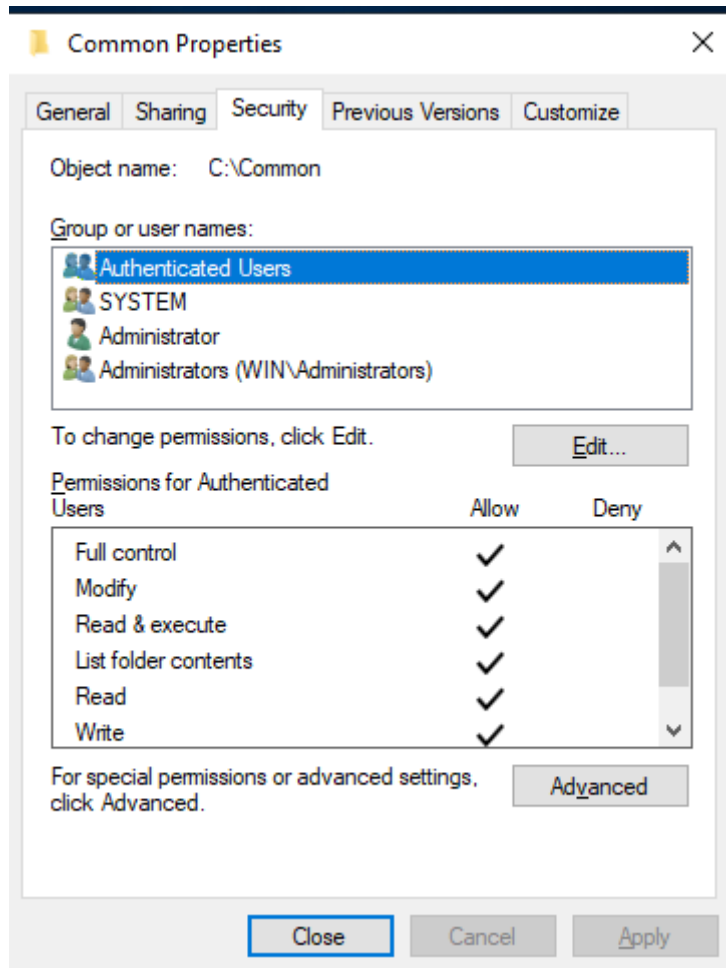 Common Properties
General Sharing Security Previous Versions Customize
Object name: C:\Common
Group or user names:
Authenticated Users
SYSTEM
Administrator
Administrators (WIN\Administrators)
To change permissions, click Edit.
Edit...
Permissions for Authenticated
Users Allow Deny
Full control
Modify
Read & execute
List folder contents
Read
Write
For special permissions or advanced settings,
click Advanced.
Advanced
Close Cancel Apply